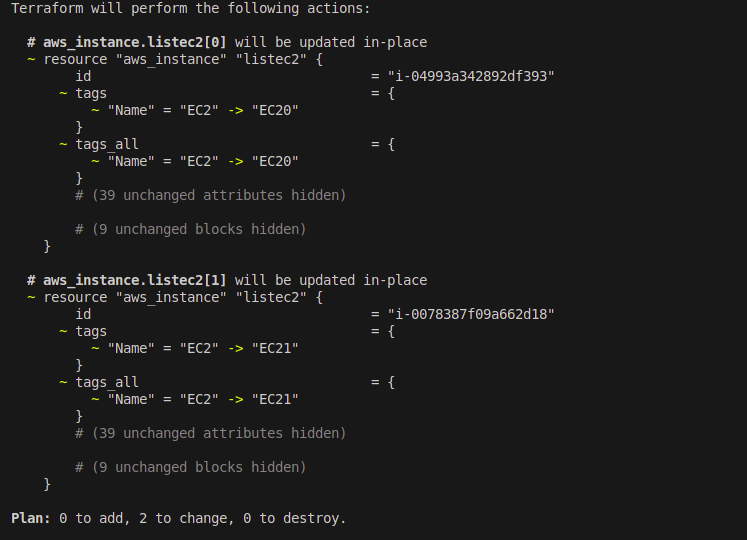 Terraform will perform the following actions:

  # aws_instance.listec2[0] will be updated in-place
  ~ resource "aws_instance" "listec2" {
        id                                   = "i-04993a342892df393"
      ~ tags                                 = {
          ~ "Name" = "EC2" -> "EC20"
        }
      ~ tags_all                             = {
          ~ "Name" = "EC2" -> "EC20"
        }
        # (39 unchanged attributes hidden)

        # (9 unchanged blocks hidden)
    }

  # aws_instance.listec2[1] will be updated in-place
  ~ resource "aws_instance" "listec2" {
        id                                   = "i-0078387f09a662d18"
      ~ tags                                 = {
          ~ "Name" = "EC2" -> "EC21"
        }
      ~ tags_all                             = {
          ~ "Name" = "EC2" -> "EC21"
        }
        # (39 unchanged attributes hidden)

        # (9 unchanged blocks hidden)
    }

Plan: 0 to add, 2 to change, 0 to destroy.